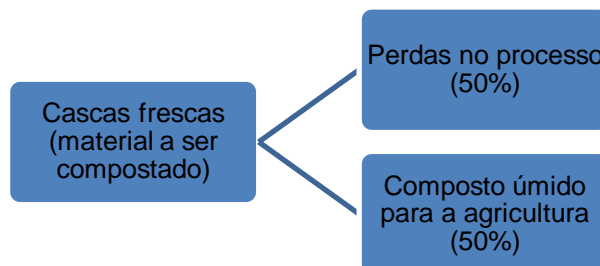 Cascas frescas
(material a ser
compostado)
Perdas no processo
(50%)
Composto úmido
para a agricultura
(50%)